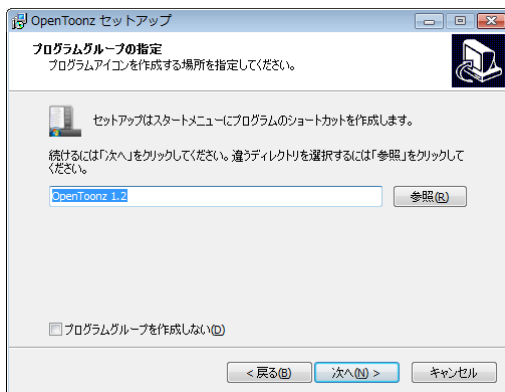 OpenToonz セットアップ
プログラムグループの指定
プログラムアイコンを作成する場所を指定してください。
セットアップはスタートメニューにプログラムのショートカットを作成します。
続けるには「次へ」をクリックしてください。違うディレクトリを選択するには「参照」をクリックして
ください。
OpenToonz 1.2
参照(R)
プログラムグループを作成しない(D)
< 戻る(B)
次へ(N) >
キャンセル